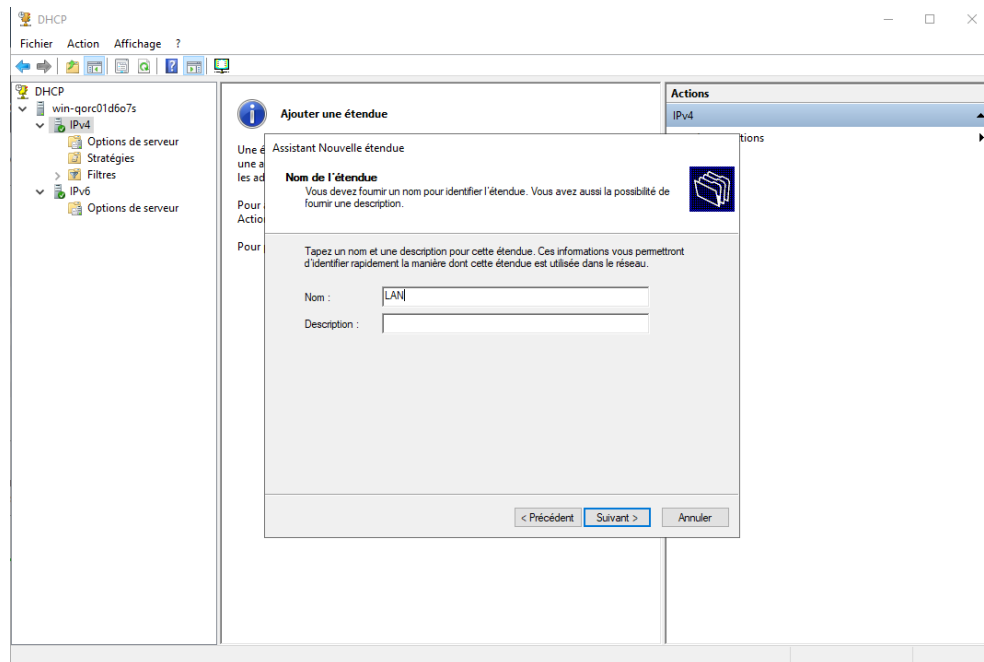 DHCP
Fichier Action Affichage ?
DHCP
win-qorc01d6o7s
IPv4
Options de serveur
Stratégies
Filtres
IPv6
Options de serveur
Ajouter une étendue
Une é
une a
les ad
Pour
Actio
Pour
Assistant Nouvelle étendue
Nom de l'étendue
Vous devez fournir un nom pour identifier l'étendue. Vous avez aussi la possibilité de
fournir une description.
Tapez un nom et une description pour cette étendue. Ces informations vous permettront
d'identifier rapidement la manière dont cette étendue est utilisée dans le réseau.
Nom :
LAN
Description :
< Précédent Suivant > Annuler
Actions
IPv4
tions